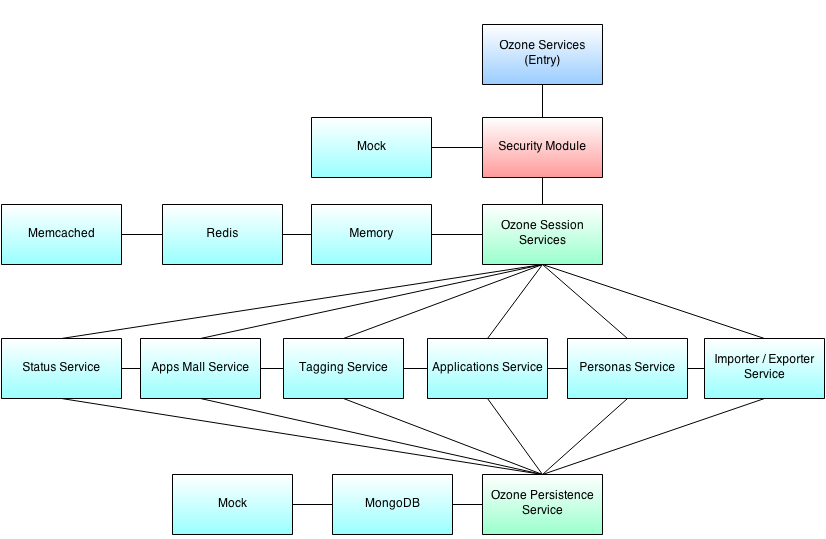 Ozone Services
(Entry)
Mock
Security Module
Memcached
Redis
Memory
Ozone Session
Services
Status Service
Apps Mall Service
Tagging Service
Applications Service
Personas Service
Importer / Exporter
Service
Mock
MongoDB
Ozone Persistence
Service